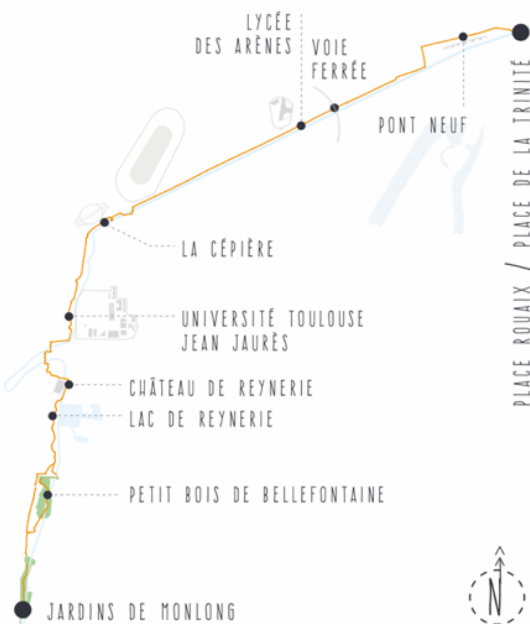 LYCÉE
DES ARÈNES
VOIE
FERRÉE
PONT NEUF
PLACE ROUAIX / PLACE DE LA TRINITÉ
LA CÉPIÈRE
UNIVERSITÉ TOULOUSE
JEAN JAURÈS
CHÂTEAU DE REYNERIE
LAC DE REYNERIE
PETIT BOIS DE BELLEFONTAINE
JARDINS DE MONLONG
N